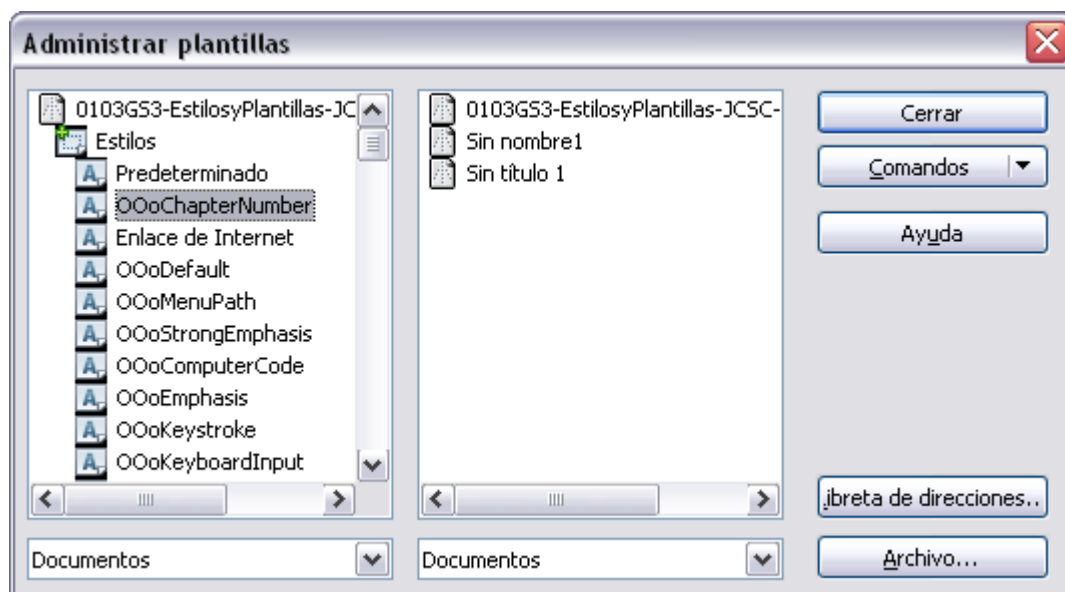 Administrar plantillas
0103GS3-EstilosyPlantillas-JC
Estilos
Predeterminado
OOoChapterNumber
Enlace de Internet
OOoDefault
OOoMenuPath
OOoStrongEmphasis
OOoComputerCode
OOoEmphasis
OOoKeystroke
OOoKeyboardInput
Documentos
0103GS3-EstilosyPlantillas-JCSC-
Sin nombre1
Sin título 1
Documentos
Cerrar
Comandos
Ayuda
ibreta de direcciones..
Archivo...